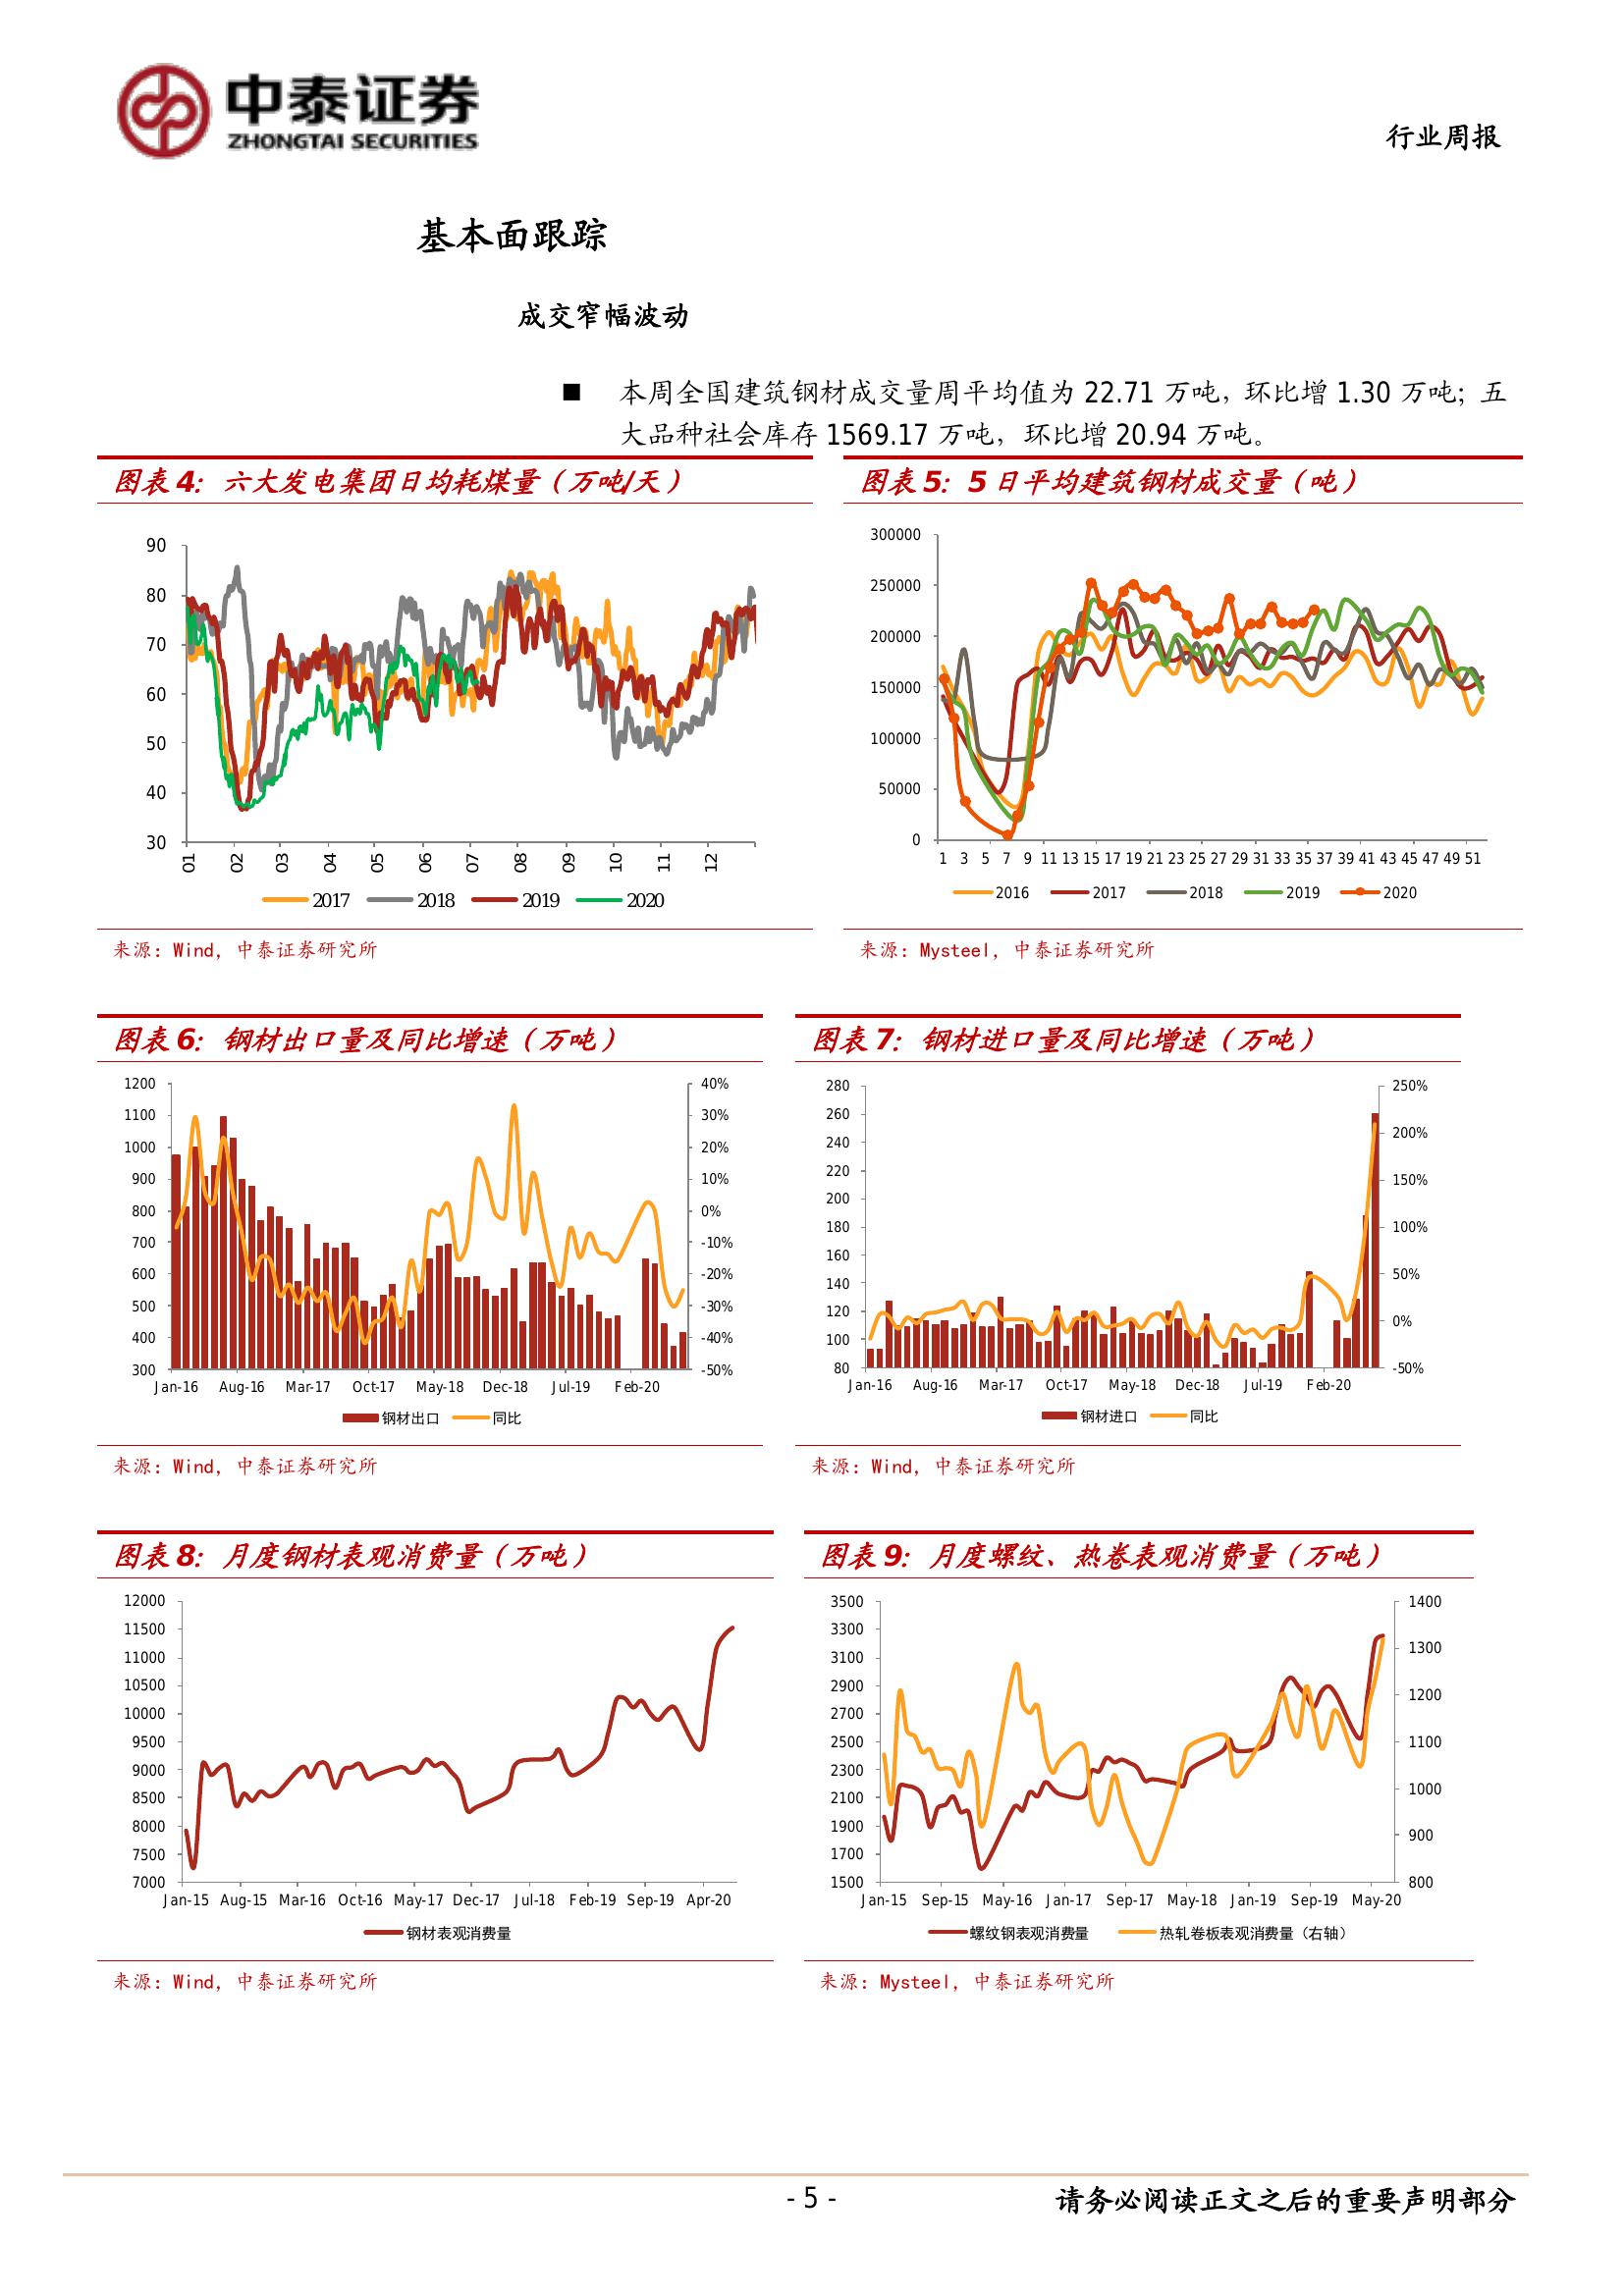 中泰证券
ZHONGTAI SECURITIES
行业周报
基本面跟踪
成交窄幅波动
■ 本周全国建筑钢材成交量周平均值为 22.71 万吨，环比增 1.30 万吨；五
大品种社会库存 1569.17 万吨，环比增 20.94 万吨。
图表 4：六大发电集团日均耗煤量（万吨/天）
90
80
70
60
50
40
30
01 02 03 04 05 06 07 08 09 10 11 12
2017 2018 2019 2020
来源：Wind，中泰证券研究所
图表 5：5 日平均建筑钢材成交量（吨）
300000
250000
200000
150000
100000
50000
0
1 3 5 7 9 11 13 15 17 19 21 23 25 27 29 31 33 35 37 39 41 43 45 47 49 51
2016 2017 2018 2019 2020
来源：Mysteel，中泰证券研究所
图表 6：钢材出口量及同比增速（万吨）
1200 40%
1100 30%
1000 20%
900 10%
800 0%
700 -10%
600 -20%
500 -30%
400 -40%
300 -50%
Jan-16 Aug-16 Mar-17 Oct-17 May-18 Dec-18 Jul-19 Feb-20
钢材出口 同比
来源：Wind，中泰证券研究所
图表 7：钢材进口量及同比增速（万吨）
280 250%
260
240 200%
220
200 150%
180
160 100%
140 50%
120 0%
100
80 -50%
Jan-16 Aug-16 Mar-17 Oct-17 May-18 Dec-18 Jul-19 Feb-20
钢材进口 同比
来源：Wind，中泰证券研究所
图表 8：月度钢材表观消费量（万吨）
12000
11500
11000
10500
10000
9500
9000
8500
8000
7500
7000
Jan-15 Aug-15 Mar-16 Oct-16 May-17 Dec-17 Jul-18 Feb-19 Sep-19 Apr-20
钢材表观消费量
来源：Wind，中泰证券研究所
图表 9：月度螺纹、热卷表观消费量（万吨）
3500 1400
3300 1300
3100
2900 1200
2700
2500 1100
2300 1000
2100
1900 900
1700
1500 800
Jan-15 Sep-15 May-16 Jan-17 Sep-17 May-18 Jan-19 Sep-19 May-20
螺纹钢表观消费量 热轧卷板表观消费量（右轴）
来源：Mysteel，中泰证券研究所
- 5 -
请务必阅读正文之后的重要声明部分